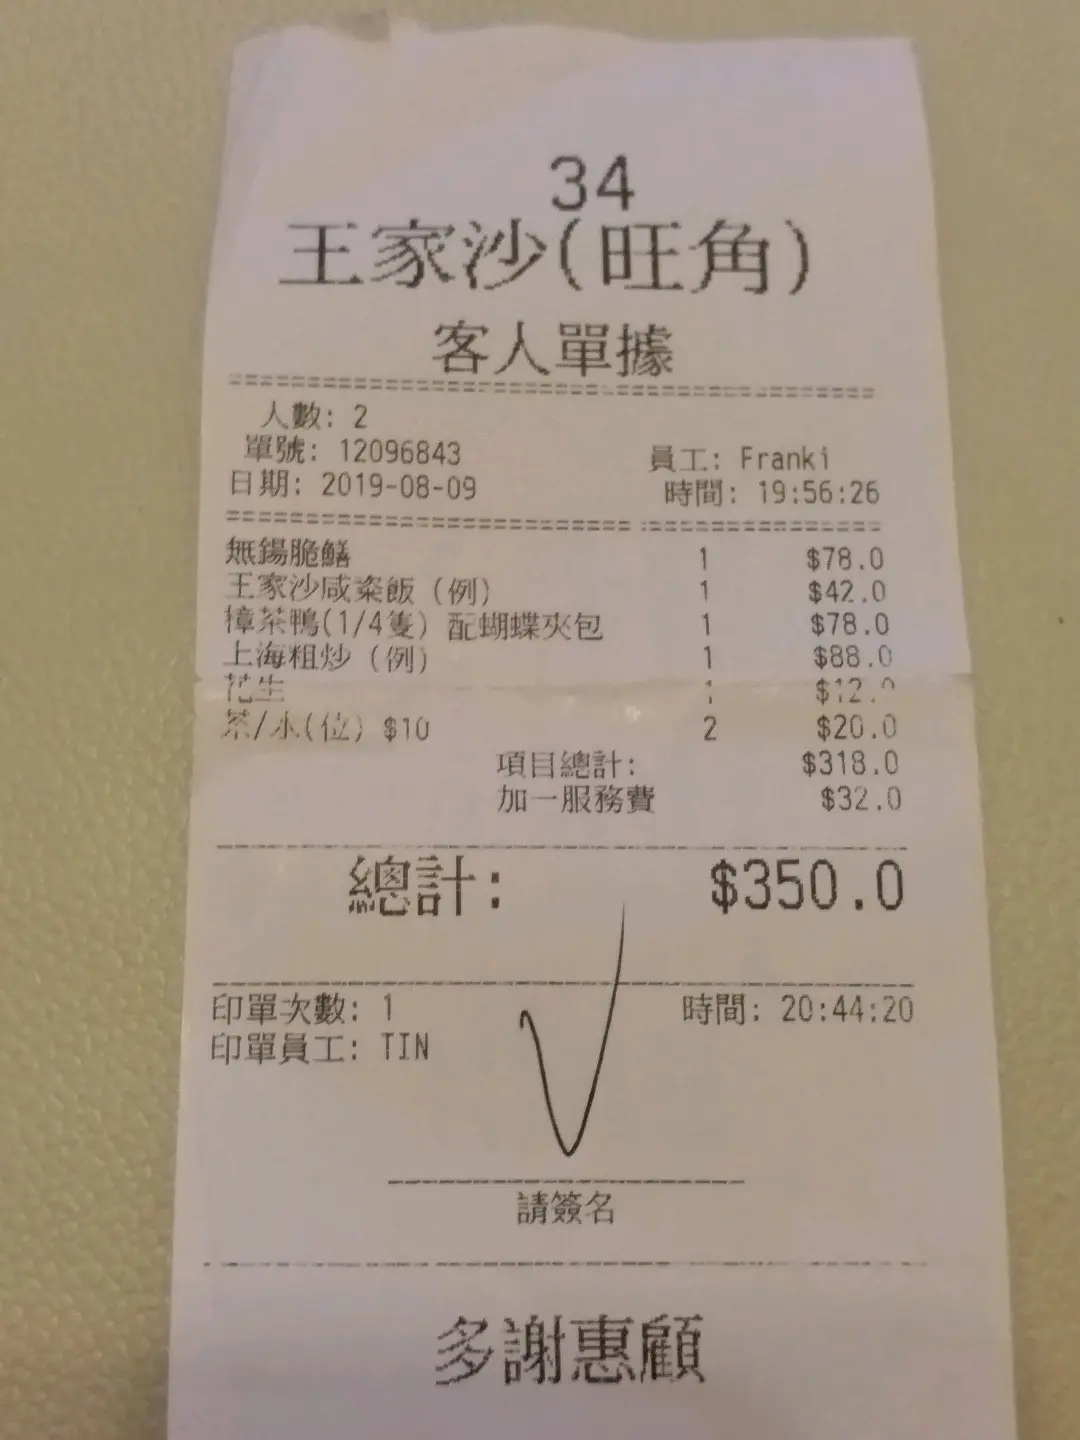 34
王家沙(旺角)
客人單據
人數: 2
單號: 12096843 員工: Franki
日期: 2019-08-09 時間: 19:56:26
無鍚脆鱔 1 $78.0
王家沙咸粢飯 (例) 1 $42.0
樟茶鴨(1/4隻) 配蝴蝶夾包 1 $78.0
上海粗炒 (例) 1 $88.0
花生 1 $12.0
茶/水(位) $10 2 $20.0
項目總計: $318.0
加一服務費 $32.0
總計: $350.0
印單次數: 1 時間: 20:44:20
印單員工: TIN
請簽名
多謝惠顧